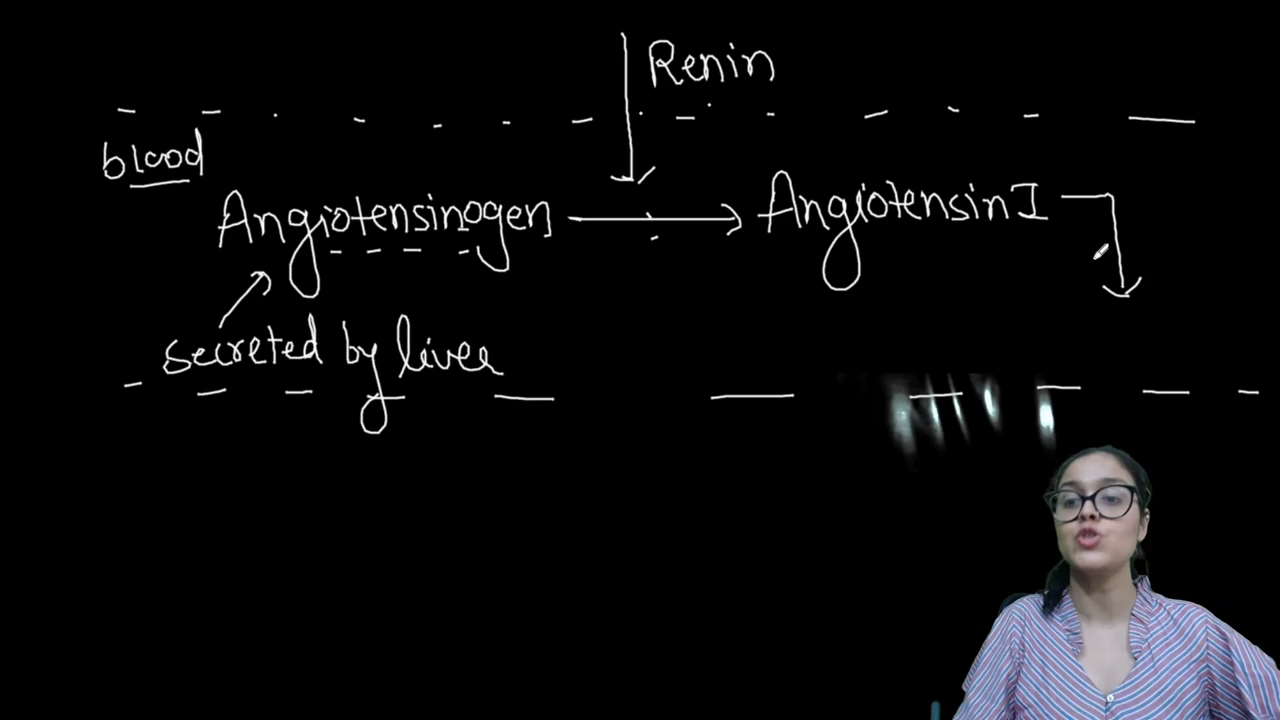 Renin
blood
Angiotensinogen
Angiotensin I
secreted by liver